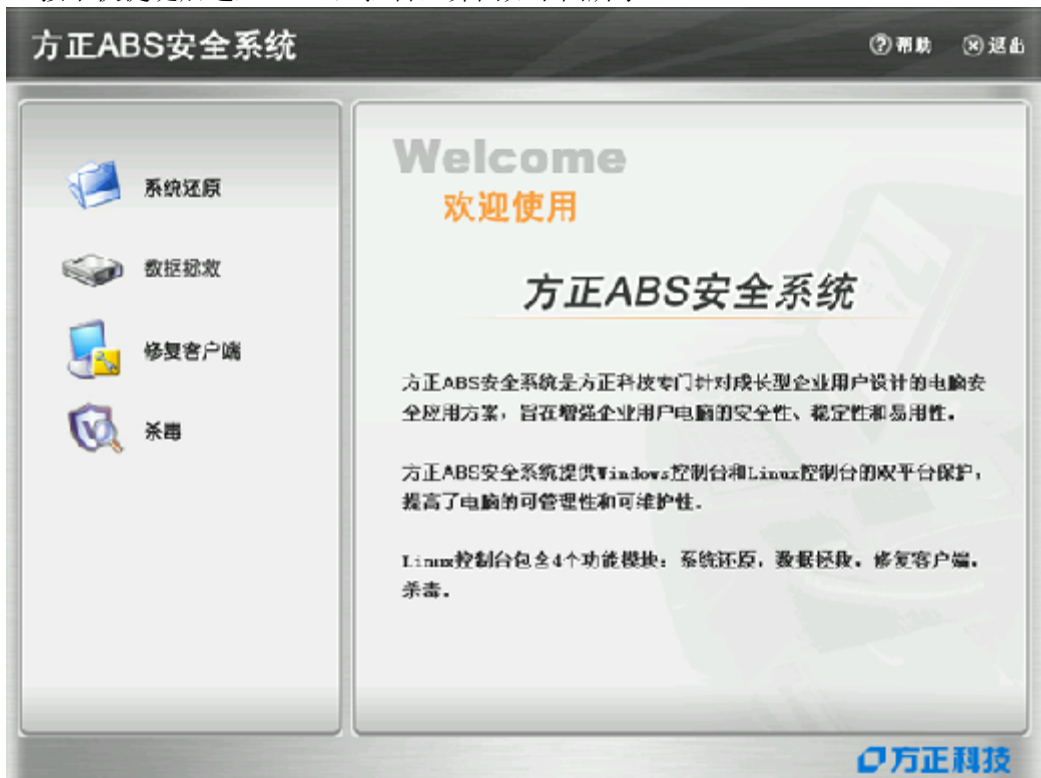 方正ABS安全系统
帮助
退出
系统还原
数据拯救
修复客户端
杀毒
Welcome
欢迎使用
方正ABS安全系统
方正ABS安全系统是方正科技专门针对成长型企业用户设计的电脑安
全应用方案，旨在增强企业用户电脑的安全性、稳定性和易用性。
方正ABS安全系统提供Windows控制台和Linux控制台的双平台保护，
提高了电脑的可管理性和可维护性。
Linux控制台包含4个功能模块：系统还原，数据拯救，修复客户端，
杀毒。
方正科技